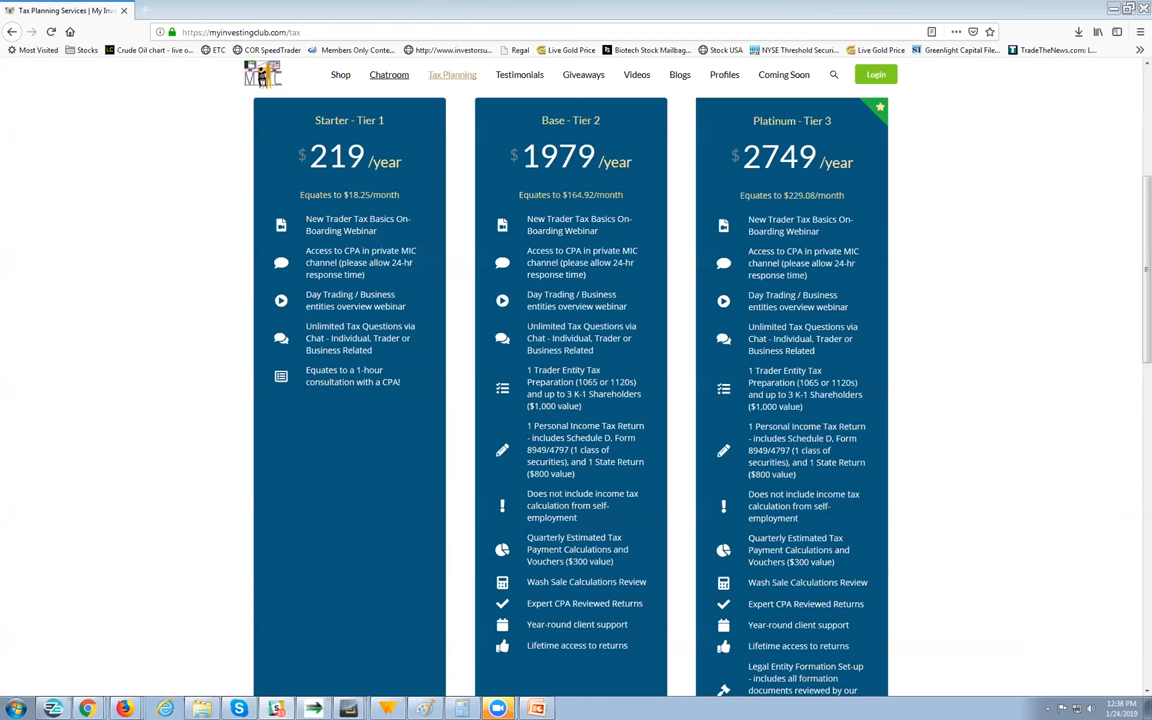 Tax Planning Services | My Inv
https://myinvestingclub.com/tax
Most Visited Stocks Crude Oil chart - live o... ETC COR SpeedTrader Members Only Conte... http://www.investorsu... Regal Live Gold Price Biotech Stock Mailbag... Stock USA NYSE Threshold Securi... Live Gold Price Greenlight Capital File... TradeTheNews.com: L...
Shop Chatroom Tax Planning Testimonials Giveaways Videos Blogs Profiles Coming Soon Login
Starter - Tier 1
$219/year
Equates to $18.25/month
New Trader Tax Basics On-
Boarding Webinar
Access to CPA in private MIC
channel (please allow 24-hr
response time)
Day Trading / Business
entities overview webinar
Unlimited Tax Questions via
Chat - Individual, Trader or
Business Related
Equates to a 1-hour
consultation with a CPA!
Base - Tier 2
$1979/year
Equates to $164.92/month
New Trader Tax Basics On-
Boarding Webinar
Access to CPA in private MIC
channel (please allow 24-hr
response time)
Day Trading / Business
entities overview webinar
Unlimited Tax Questions via
Chat - Individual, Trader or
Business Related
1 Trader Entity Tax
Preparation (1065 or 1120s)
and up to 3 K-1 Shareholders
($1,000 value)
1 Personal Income Tax Return
- includes Schedule D, Form
8949/4797 (1 class of
securities), and 1 State Return
($800 value)
Does not include income tax
calculation from self-
employment
Quarterly Estimated Tax
Payment Calculations and
Vouchers ($300 value)
Wash Sale Calculations Review
Expert CPA Reviewed Returns
Year-round client support
Lifetime access to returns
Platinum - Tier 3
$2749/year
Equates to $229.08/month
New Trader Tax Basics On-
Boarding Webinar
Access to CPA in private MIC
channel (please allow 24-hr
response time)
Day Trading / Business
entities overview webinar
Unlimited Tax Questions via
Chat - Individual, Trader or
Business Related
1 Trader Entity Tax
Preparation (1065 or 1120s)
and up to 3 K-1 Shareholders
($1,000 value)
1 Personal Income Tax Return
- includes Schedule D, Form
8949/4797 (1 class of
securities), and 1 State Return
($800 value)
Does not include income tax
calculation from self-
employment
Quarterly Estimated Tax
Payment Calculations and
Vouchers ($300 value)
Wash Sale Calculations Review
Expert CPA Reviewed Returns
Year-round client support
Lifetime access to returns
Legal Entity Formation Set-up
- includes all formation
documents reviewed by our
12:38 PM
1/24/2019